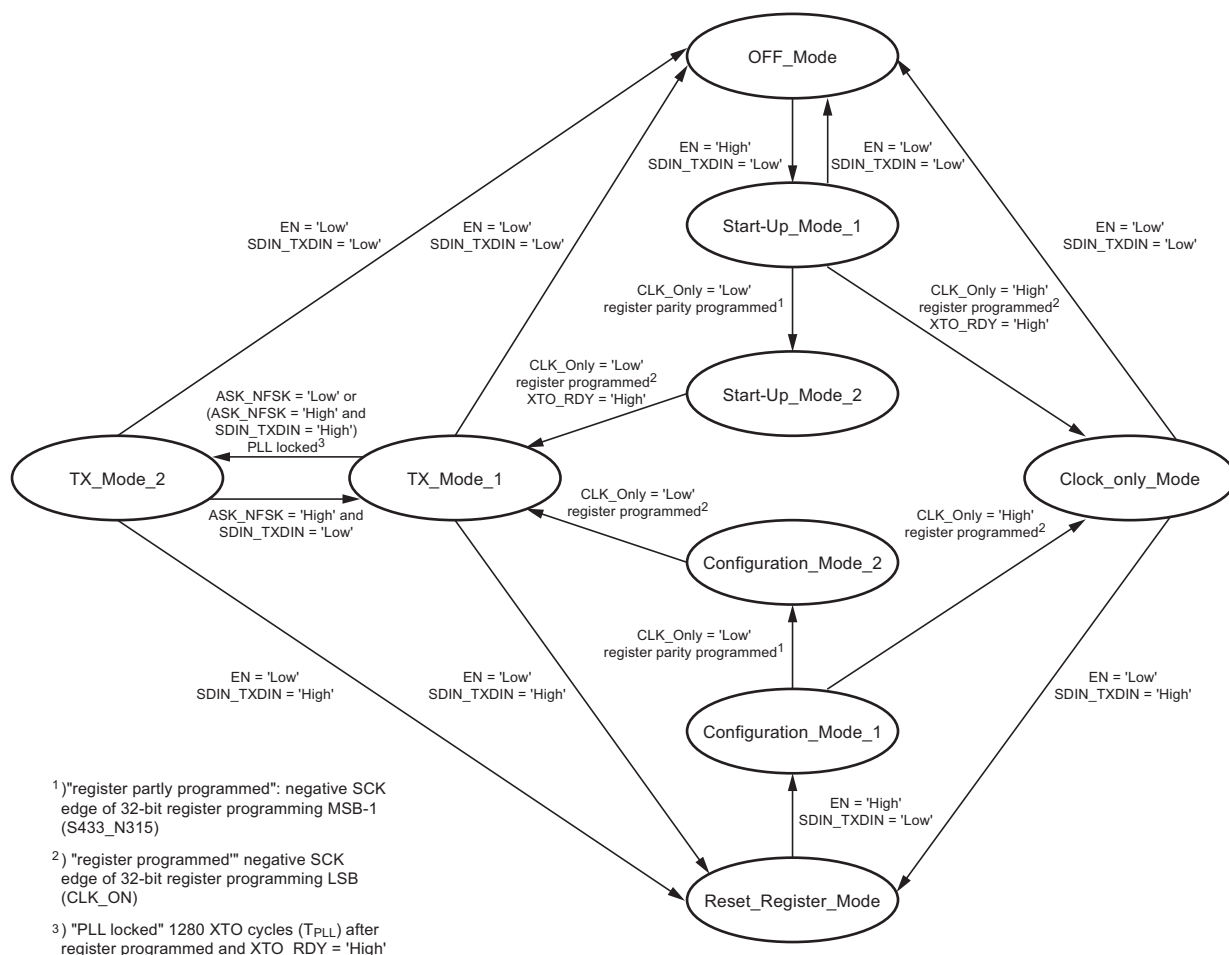 OFF_Mode
EN = 'High'
SDIN_TXDIN = 'Low'
EN = 'Low'
SDIN_TXDIN = 'Low'
Start-Up_Mode_1
EN = 'Low'
SDIN_TXDIN = 'Low'
EN = 'Low'
SDIN_TXDIN = 'Low'
EN = 'Low'
SDIN_TXDIN = 'Low'
CLK_Only = 'Low'
register parity programmed1
CLK_Only = 'High'
register programmed2
XTO_RDY = 'High'
CLK_Only = 'Low'
register programmed2
XTO_RDY = 'High'
Start-Up_Mode_2
ASK_NFSK = 'Low' or
(ASK_NFSK = 'High' and
SDIN_TXDIN = 'High')
PLL locked3
TX_Mode_2
TX_Mode_1
Clock_only_Mode
ASK_NFSK = 'High' and
SDIN_TXDIN = 'Low'
CLK_Only = 'Low'
register programmed2
CLK_Only = 'High'
register programmed2
Configuration_Mode_2
CLK_Only = 'Low'
register parity programmed1
EN = 'Low'
SDIN_TXDIN = 'High'
EN = 'Low'
SDIN_TXDIN = 'High'
EN = 'Low'
SDIN_TXDIN = 'High'
Configuration_Mode_1
EN = 'High'
SDIN_TXDIN = 'Low'
Reset_Register_Mode
1)"register partly programmed": negative SCK
edge of 32-bit register programming MSB-1
(S433_N315)
2) "register programmed'" negative SCK
edge of 32-bit register programming LSB
(CLK_ON)
3) "PLL locked" 1280 XTO cycles (TPLL) after
register programmed and XTO_RDY = 'High'